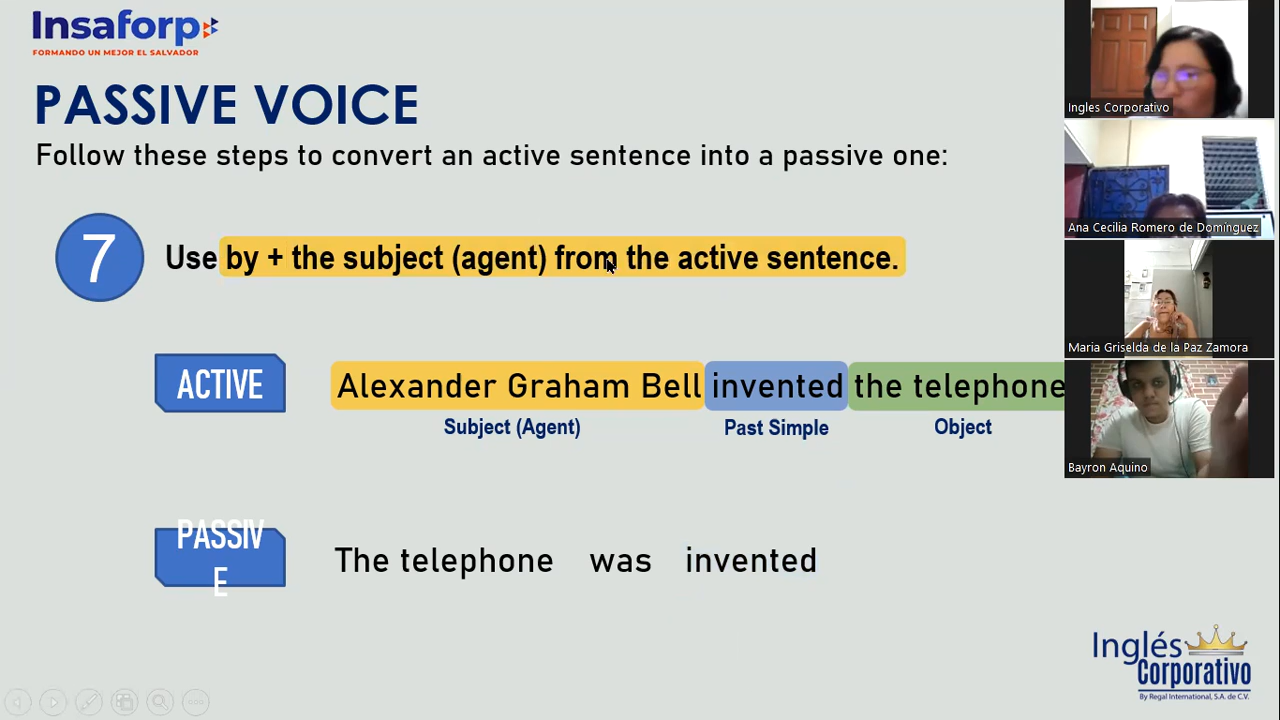 Insaforp
FORMANDO UN MEJOR EL SALVADOR
PASSIVE VOICE
Follow these steps to convert an active sentence into a passive one:
7
Use by + the subject (agent) from the active sentence.
ACTIVE
Alexander Graham Bell invented the telephone
Subject (Agent) Past Simple Object
PASSIV
E
The telephone was invented
Ingles Corporativo
Ana Cecilia Romero de Domínguez
Maria Griselda de la Paz Zamora
Bayron Aquino
Inglés
Corporativo
By Regal International, S.A. de C.V.